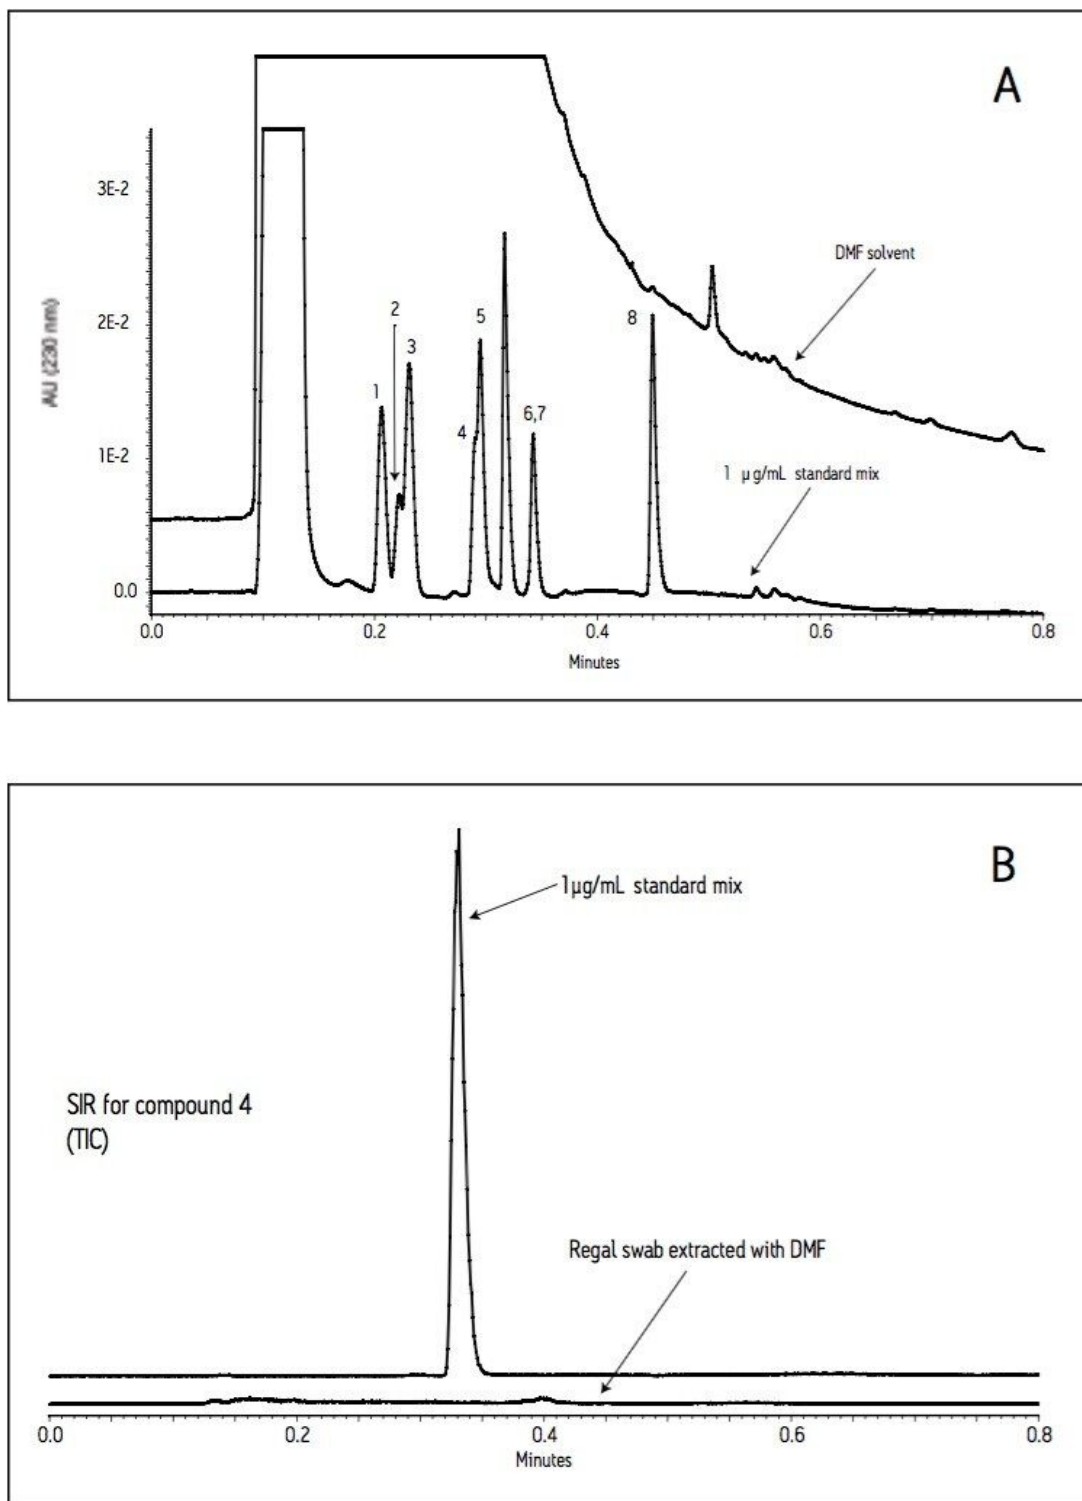 A
3E-2
DMF solvent
2
5
8
2E-2
3
AU (230 nm)
1
6,7
4
1E-2
1 µg/mL standard mix
0.0
0.0 0.2 0.4 0.6 0.8
Minutes
B
1µg/mL standard mix
SIR for compound 4
(TIC)
Regal swab extracted with DMF
0.0 0.2 0.4 0.6 0.8
Minutes